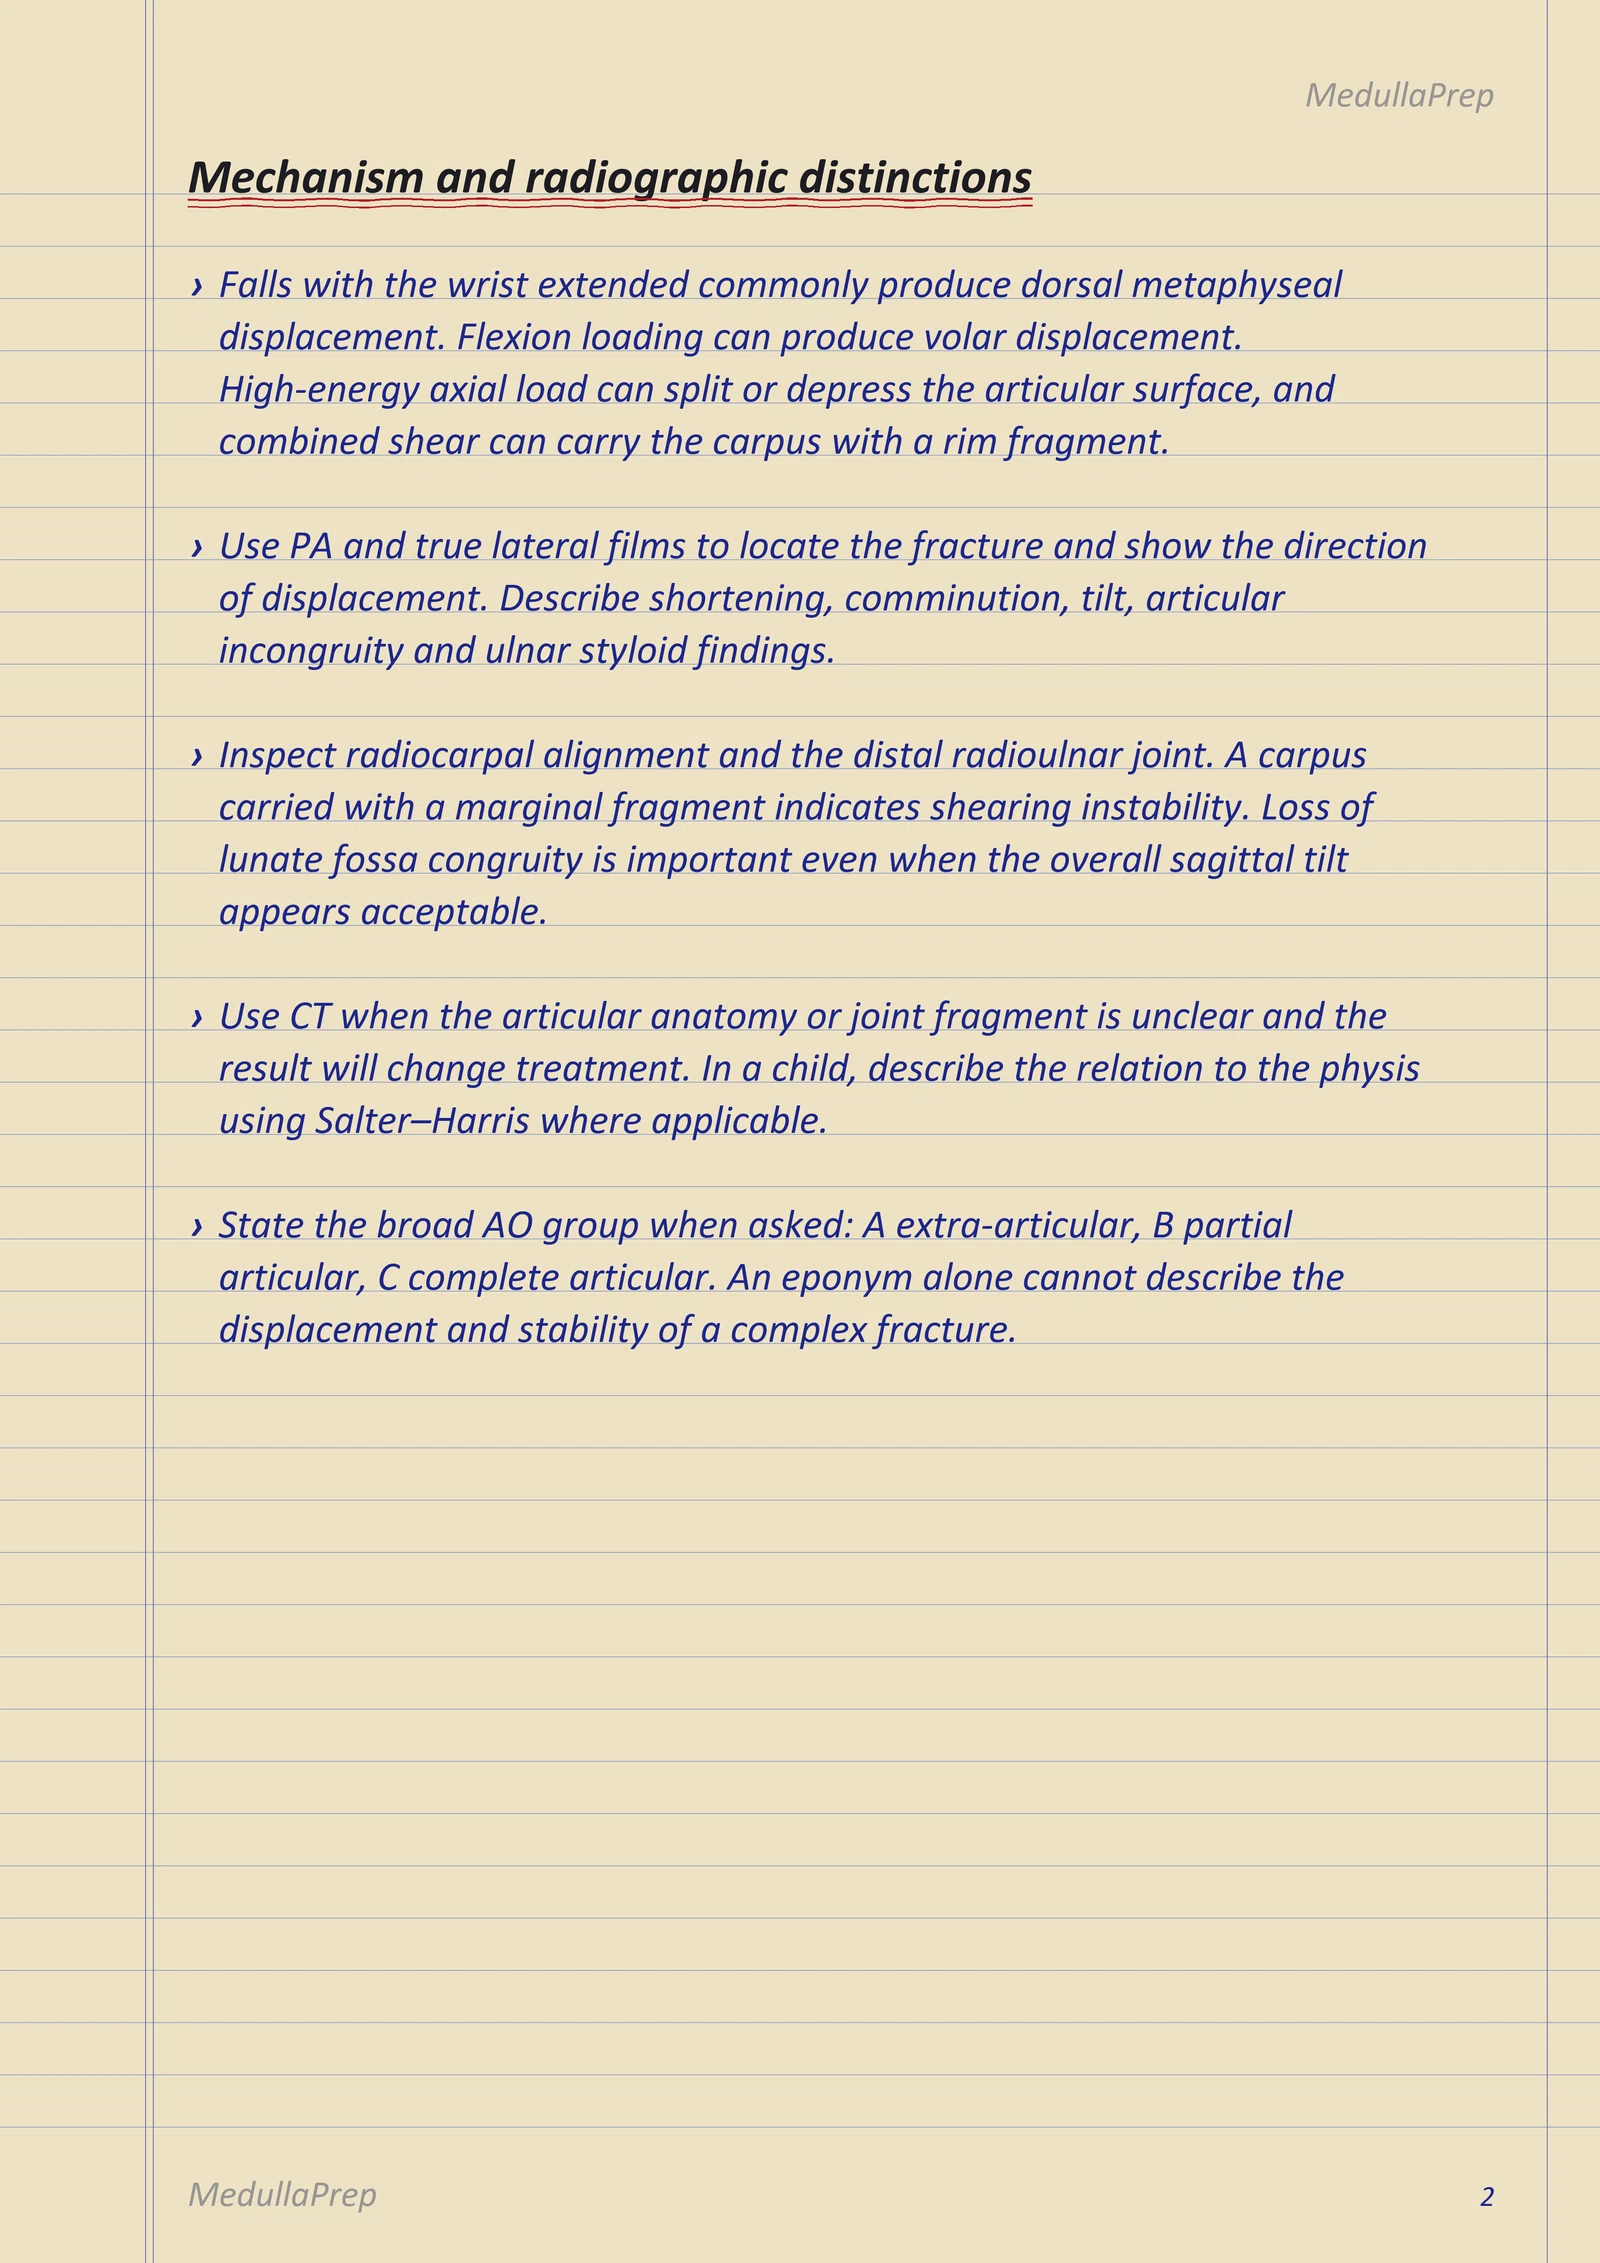 MedullaPrep
Mechanism and radiographic distinctions
› Falls with the wrist extended commonly produce dorsal metaphyseal
displacement. Flexion loading can produce volar displacement.
High-energy axial load can split or depress the articular surface, and
combined shear can carry the carpus with a rim fragment.
› Use PA and true lateral films to locate the fracture and show the direction
of displacement. Describe shortening, comminution, tilt, articular
incongruity and ulnar styloid findings.
› Inspect radiocarpal alignment and the distal radioulnar joint. A carpus
carried with a marginal fragment indicates shearing instability. Loss of
lunate fossa congruity is important even when the overall sagittal tilt
appears acceptable.
› Use CT when the articular anatomy or joint fragment is unclear and the
result will change treatment. In a child, describe the relation to the physis
using Salter–Harris where applicable.
› State the broad AO group when asked: A extra-articular, B partial
articular, C complete articular. An eponym alone cannot describe the
displacement and stability of a complex fracture.
MedullaPrep
2